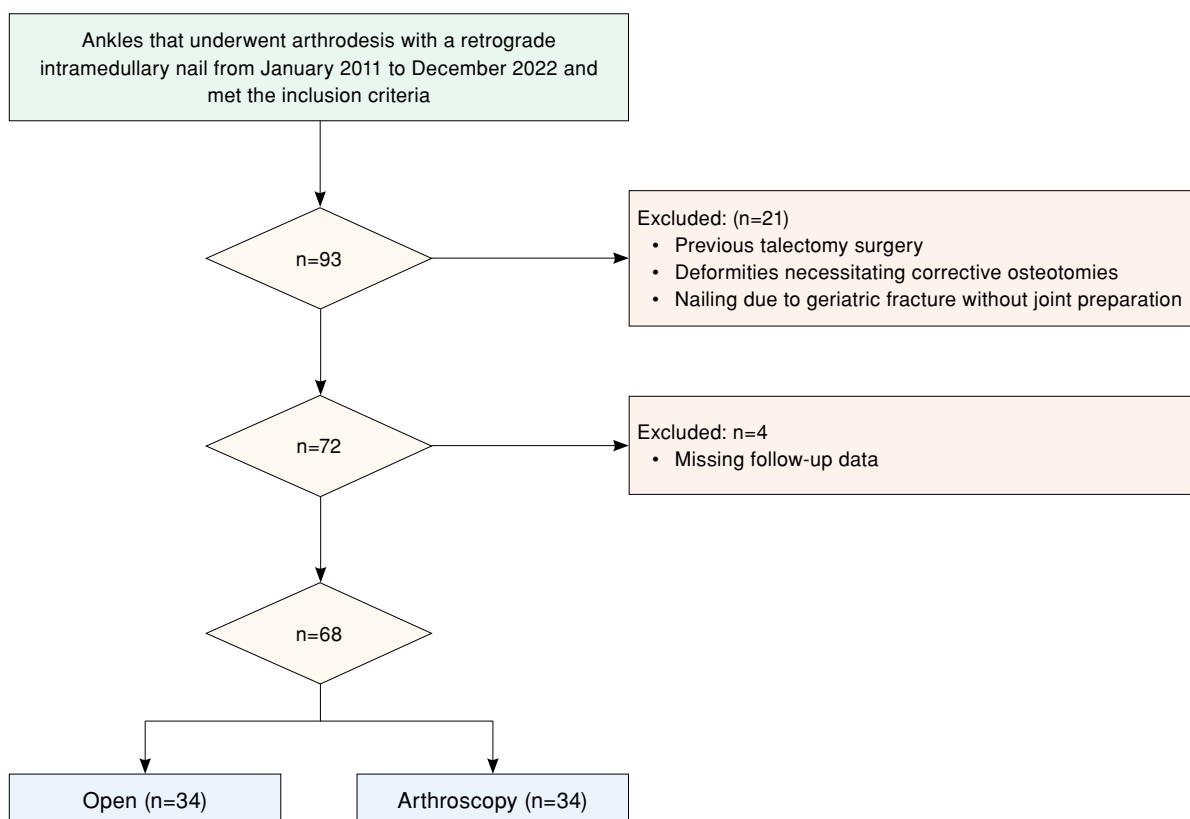 Ankles that underwent arthrodesis with a retrograde
intramedullary nail from January 2011 to December 2022 and
met the inclusion criteria
n=93
Excluded: (n=21)
• Previous talectomy surgery
• Deformities necessitating corrective osteotomies
• Nailing due to geriatric fracture without joint preparation
n=72
Excluded: n=4
• Missing follow-up data
n=68
Open (n=34)
Arthroscopy (n=34)